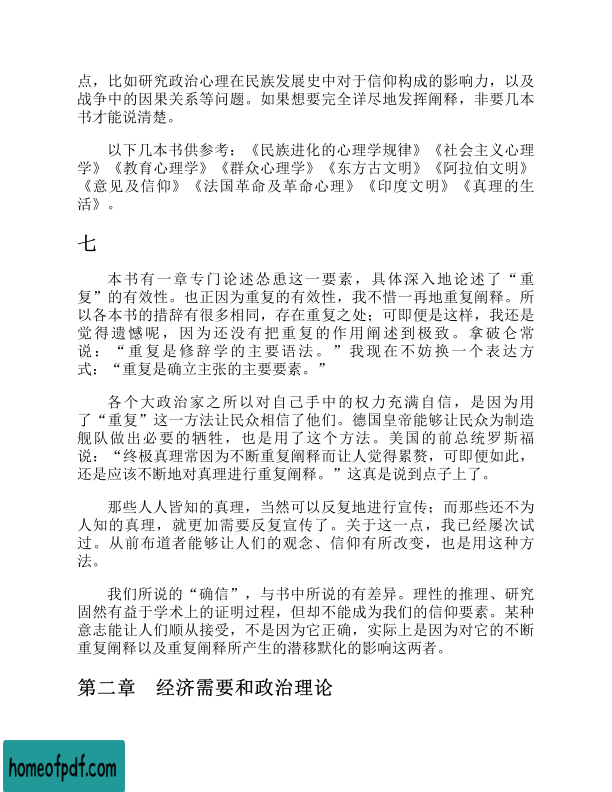 点，比如研究政治心理在民族发展史中对于信仰构成的影响力，以及
战争中的因果关系等问题。如果想要完全详尽地发挥阐释，非要几本
书才能说清楚。
以下几本书供参考：《民族进化的心理学规律》《社会主义心理
学》《教育心理学》《群众心理学》《东方古文明》《阿拉伯文明》
《意见及信仰》《法国革命及革命心理》《印度文明》《真理的生
活》。
七
本书有一章专门论述怂恿这一要素，具体深入地论述了“重
复”的有效性。也正因为重复的有效性，我不惜一再地重复阐释。所
以各本书的措辞有很多相同，存在重复之处；可即便是这样，我还是
觉得遗憾呢，因为还没有把重复的作用阐述到极致。拿破仑常
说：“重复是修辞学的主要语法。”我现在不妨换一个表达方
式：“重复是确立主张的主要要素。”
各个大政治家之所以对自己手中的权力充满自信，是因为用
了“重复”这一方法让民众相信了他们。德国皇帝能够让民众为制造
舰队做出必要的牺牲，也是用了这个方法。美国的前总统罗斯福
说：“终极真理常因为不断重复阐释而让人觉得累赘，可即便如此，
还是应该不断地对真理进行重复阐释。”这真是说到点子上了。
那些人人皆知的真理，当然可以反复地进行宣传；而那些还不为
人知的真理，就更加需要反复宣传了。关于这一点，我已经屡次试
过。从前布道者能够让人们的观念、信仰有所改变，也是用这种方
法。
我们所说的“确信”，与书中所说的有差异。理性的推理、研究
固然有益于学术上的证明过程，但却不能成为我们的信仰要素。某种
意志能让人们顺从接受，不是因为它正确，实际上是因为对它的不断
重复阐释以及重复阐释所产生的潜移默化的影响这两者。
第二章　经济需要和政治理论
homeofpdf.com